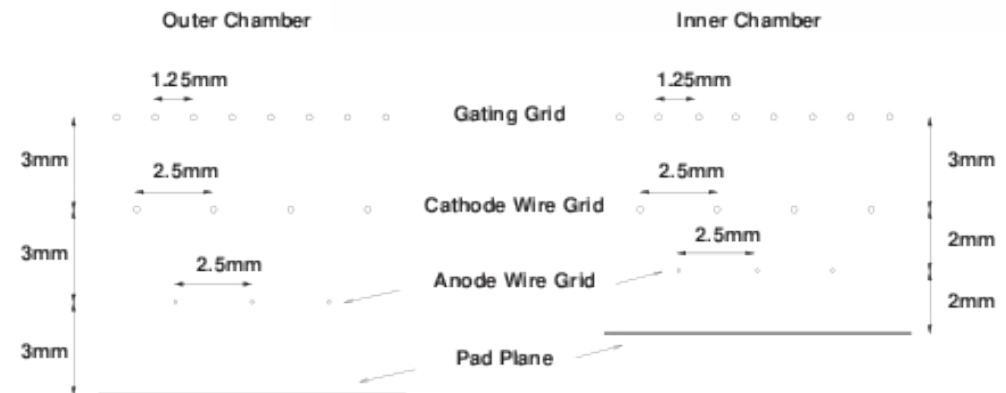 Outer Chamber Inner Chamber
1.25mm 1.25mm
Gating Grid
3mm 2.5mm 2.5mm 3mm
Cathode Wire Grid
3mm 2.5mm 2.5mm 2mm
Anode Wire Grid
2mm
3mm Pad Plane